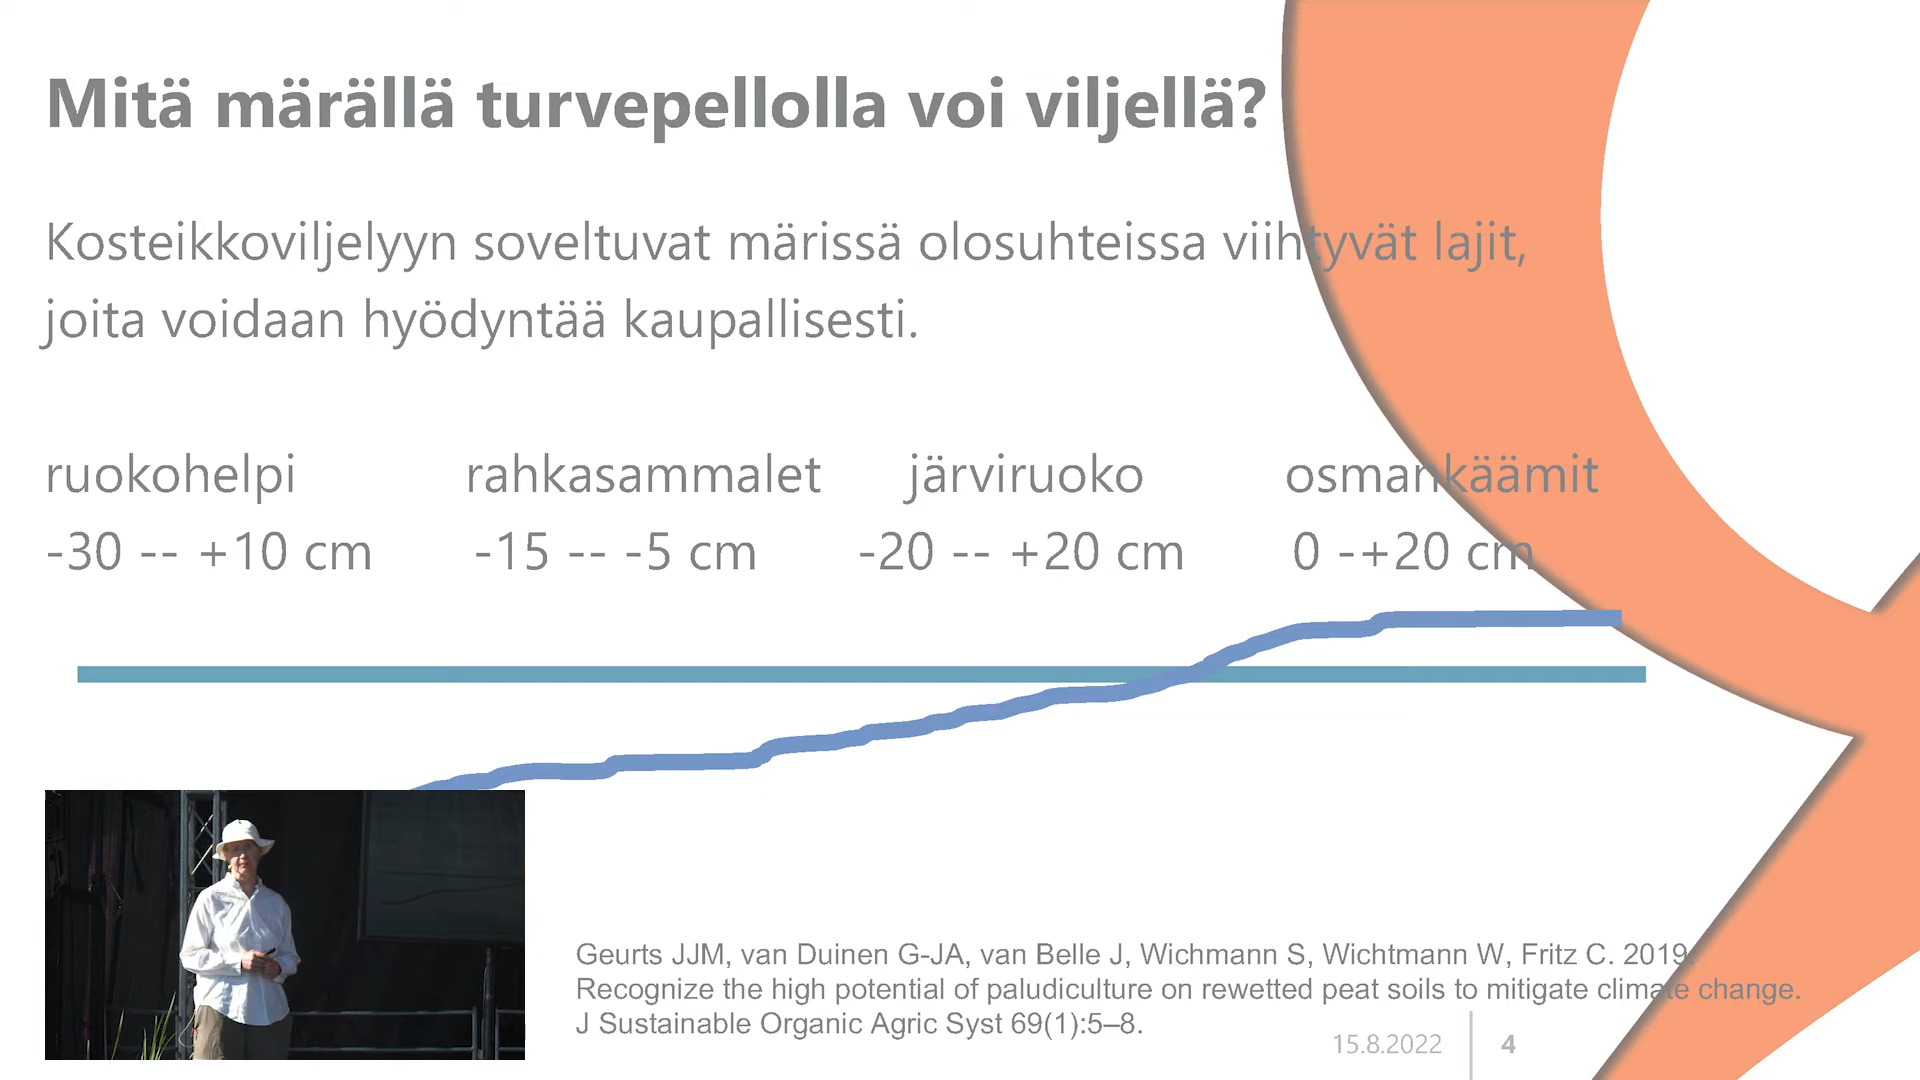 Mitä märällä turvepellolla voi viljellä?
Kosteikkoviljelyyn soveltuvat märissä olosuhteissa viihtyvät lajit,
joita voidaan hyödyntää kaupallisesti.
ruokohelpi rahkasammalet järviruoko osmankäämit
-30 -- +10 cm -15 -- -5 cm -20 -- +20 cm 0 -+20 cm
Geurts JJM, van Duinen G-JA, van Belle J, Wichmann S, Wichtmann W, Fritz C. 2019.
Recognize the high potential of paludiculture on rewetted peat soils to mitigate climate change.
J Sustainable Organic Agric Syst 69(1):5–8.
15.8.2022 4